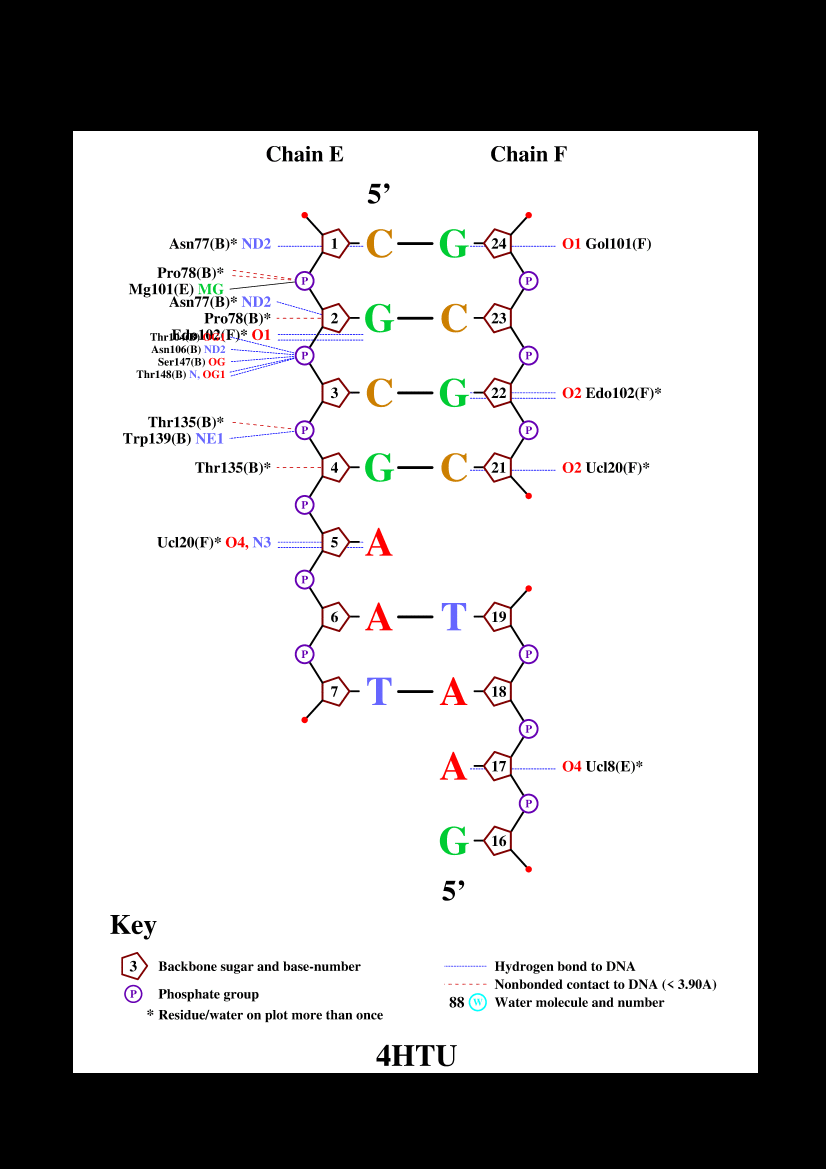 Chain E Chain F
5’
Asn77(B)* ND2 1 C G 24 O1 Gol101(F)
Pro78(B)*
P P
Mg101(E) MG
Asn77(B)* ND2
Pro78(B)* 2 G C 23
Edo102(F)* O1
Asn106(B) ND2 P P
Ser147(B) OG
Thr148(B) N, OG1
3 C G 22 O2 Edo102(F)*
Thr135(B)*
P P
Trp139(B) NE1
Thr135(B)* 4 G C 21 O2 Ucl20(F)*
P
Ucl20(F)* O4, N3 5 A
P
6 A T 19
P P
7 T A 18
P
A 17 O4 Ucl8(E)*
P
G 16
5’
Key
3 Backbone sugar and base-number
P Phosphate group
* Residue/water on plot more than once
Hydrogen bond to DNA
Nonbonded contact to DNA (< 3.90A)
88 W Water molecule and number
4HTU